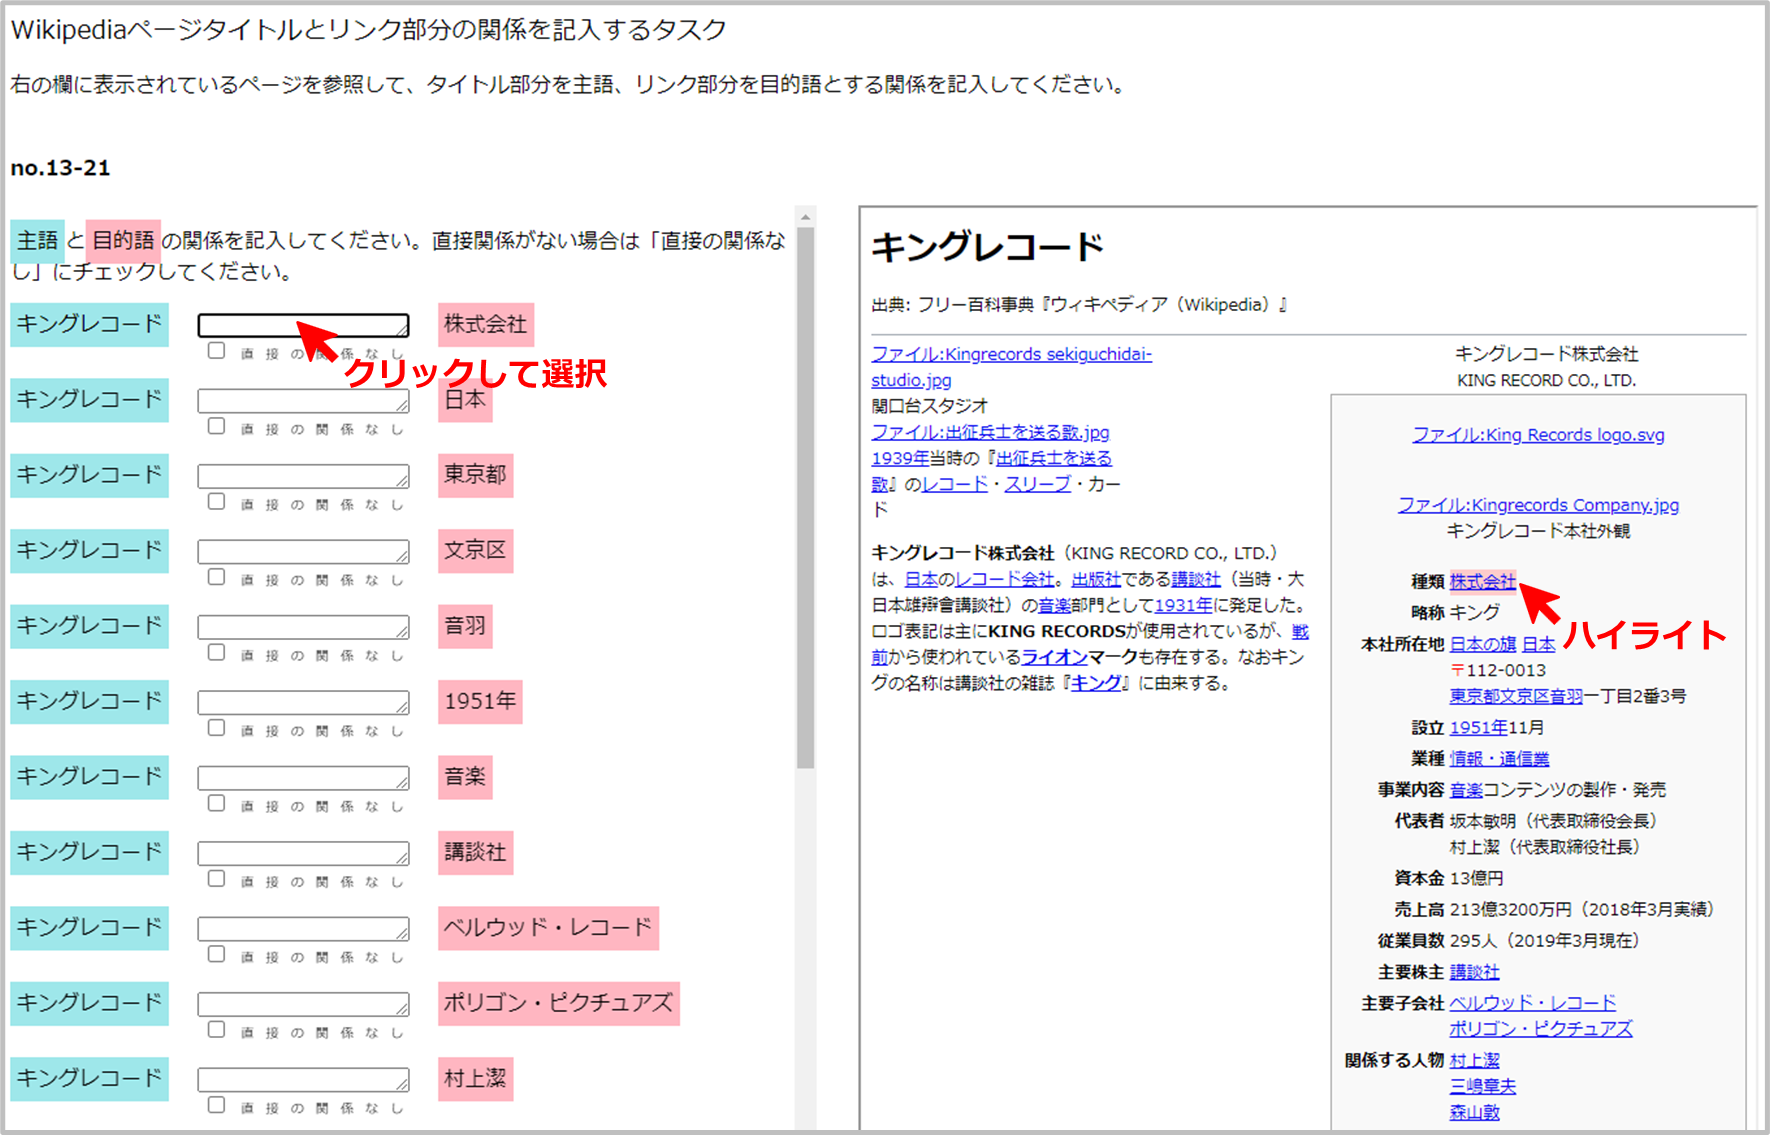 Wikipediaページタイトルとリンク部分の関係を記入するタスク
右の欄に表示されているページを参照して、タイトル部分を主語、リンク部分を目的語とする関係を記入してください。
no.13-21
主語 と 目的語 の関係を記入してください。直接関係がない場合は「直接の関係な
し」にチェックしてください。
キングレコード 株式会社
直接の関係なし
クリックして選択
キングレコード 日本
直接の関係なし
キングレコード 東京都
直接の関係なし
キングレコード 文京区
直接の関係なし
キングレコード 音羽
直接の関係なし
キングレコード 1951年
直接の関係なし
キングレコード 音楽
直接の関係なし
キングレコード 講談社
直接の関係なし
キングレコード ベルウッド・レコード
直接の関係なし
キングレコード ポリゴン・ピクチュアズ
直接の関係なし
キングレコード 村上潔
直接の関係なし
キングレコード
出典: フリー百科事典『ウィキペディア（Wikipedia）』
ファイル:Kingrecords sekiguchidai-
studio.jpg
関口台スタジオ
ファイル:出征兵士を送る歌.jpg
1939年当時の『出征兵士を送る
歌』のレコード・スリーブ・カー
ド
キングレコード株式会社（KING RECORD CO., LTD.）
は、日本のレコード会社。出版社である講談社（当時・大
日本雄辯會講談社）の音楽部門として1931年に発足した。
ロゴ表記は主にKING RECORDSが使用されているが、戦
前から使われているライオンマークも存在する。なおキン
グの名称は講談社の雑誌『キング』に由来する。
キングレコード株式会社
KING RECORD CO., LTD.
ファイル:King Records logo.svg
ファイル:Kingrecords Company.jpg
キングレコード本社外観
種類 株式会社
ハイライト
略称 キング
本社所在地 日本の旗 日本
〒112-0013
東京都文京区音羽一丁目2番3号
設立 1951年11月
業種 情報・通信業
事業内容 音楽コンテンツの製作・発売
代表者 坂本敏明（代表取締役会長）
村上潔（代表取締役社長）
資本金 13億円
売上高 213億3200万円（2018年3月実績）
従業員数 295人（2019年3月現在）
主要株主 講談社
主要子会社 ベルウッド・レコード
ポリゴン・ピクチュアズ
関係する人物 村上潔
三嶋章夫
森山敦